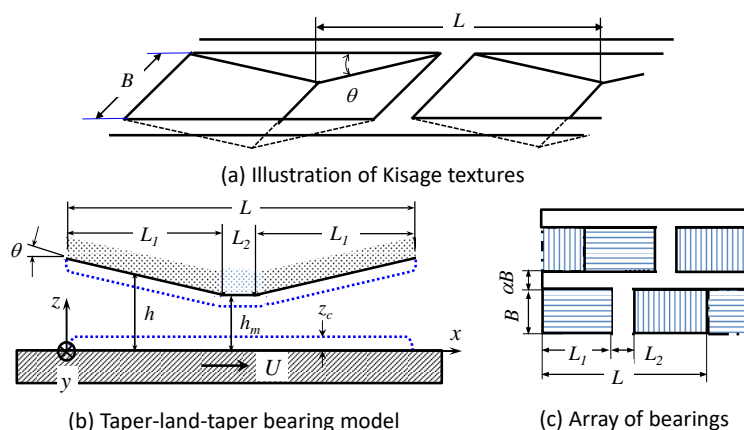 L
B
θ
(a) Illustration of Kisage textures
L
L1 L2 L1
θ
z h hm zc x
y U
(b) Taper-land-taper bearing model
αB
B
L1 L2
L
(c) Array of bearings